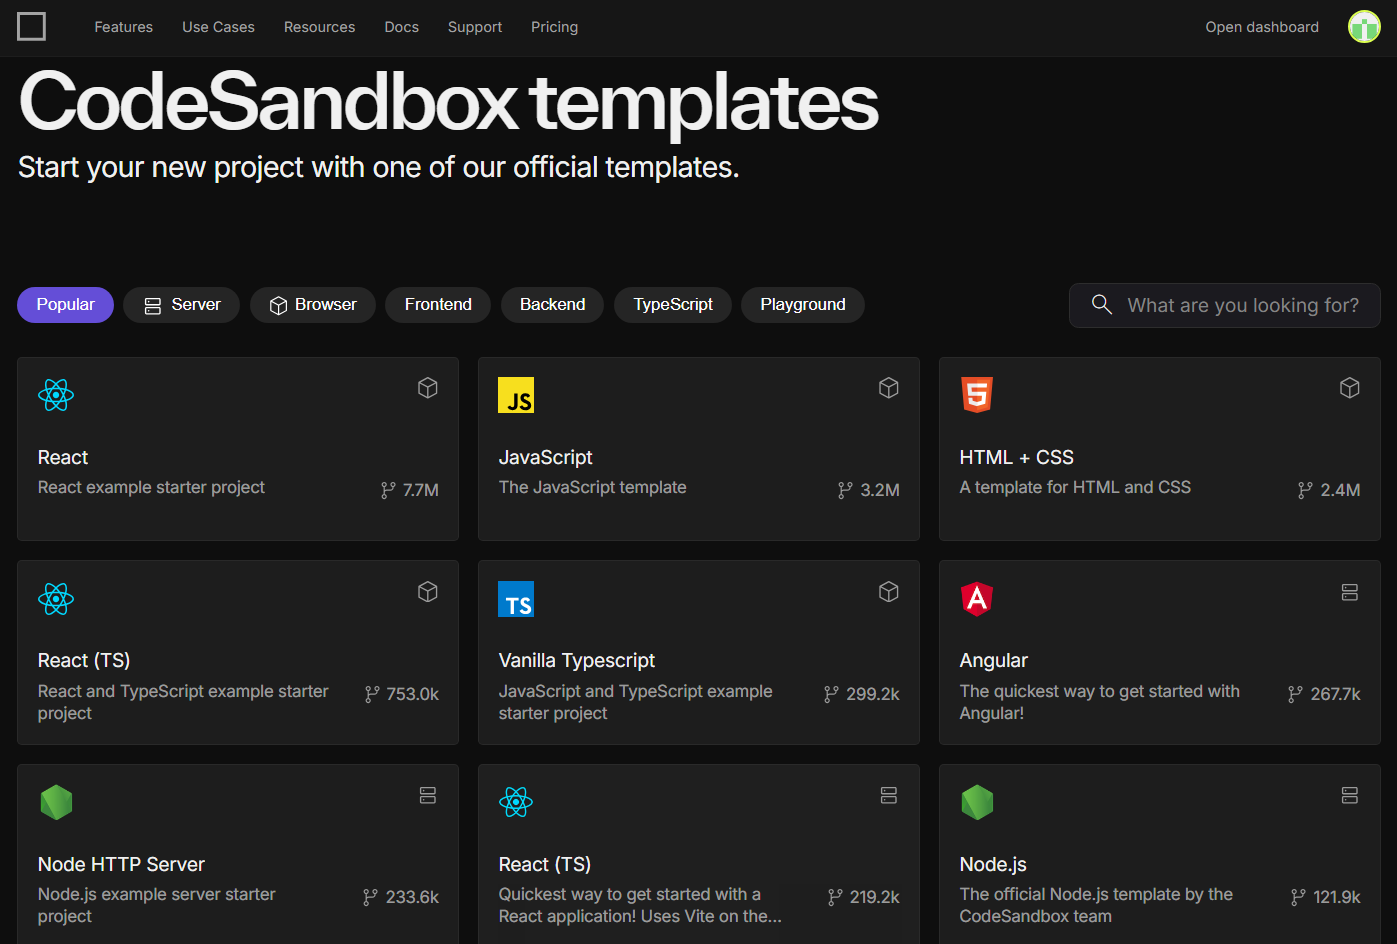 Features Use Cases Resources Docs Support Pricing Open dashboard
CodeSandbox templates
Start your new project with one of our official templates.
Popular Server Browser Frontend Backend TypeScript Playground What are you looking for?
React
React example starter project
7.7M
JS
JavaScript
The JavaScript template
3.2M
5
HTML + CSS
A template for HTML and CSS
2.4M
React (TS)
React and TypeScript example starter
project
753.0k
TS
Vanilla Typescript
JavaScript and TypeScript example
starter project
299.2k
A
Angular
The quickest way to get started with
Angular!
267.7k
Node HTTP Server
Node.js example server starter
project
233.6k
React (TS)
Quickest way to get started with a
React application! Uses Vite on the...
219.2k
Node.js
The official Node.js template by the
CodeSandbox team
121.9k